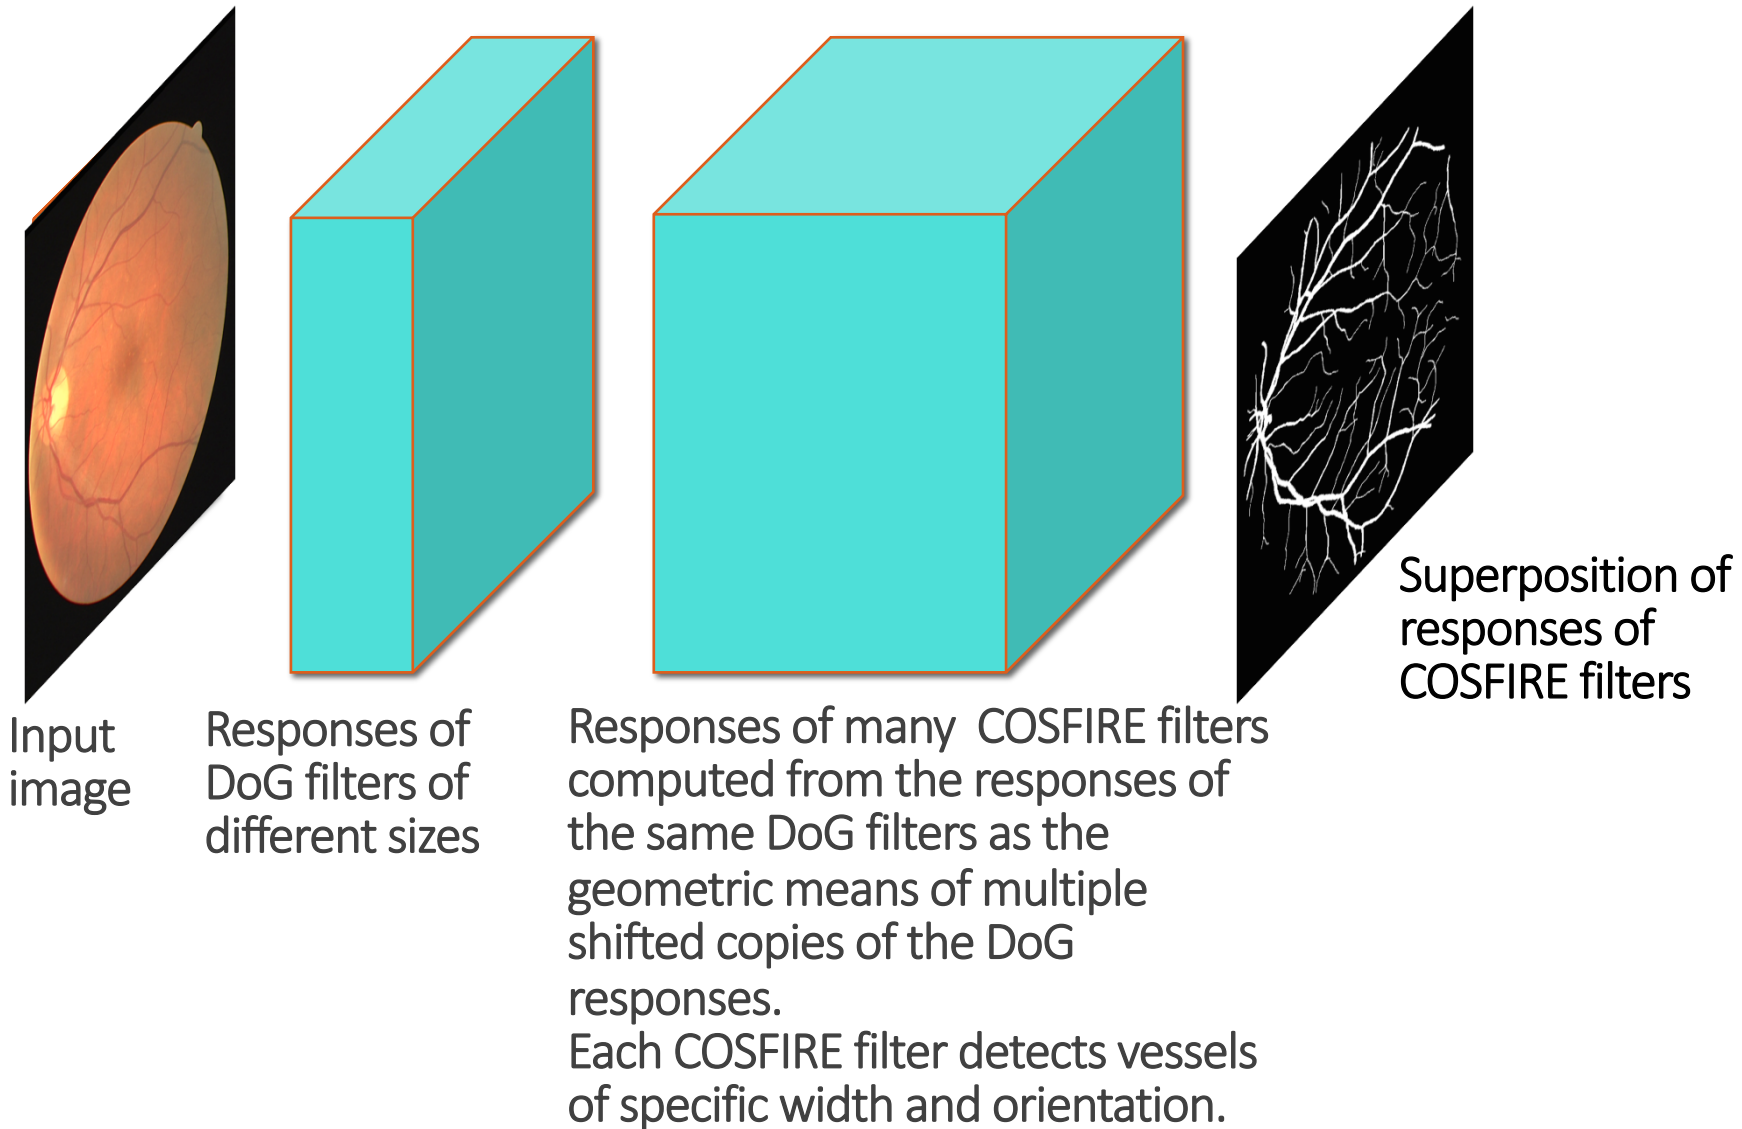 Input
image
Responses of
DoG filters of
different sizes
Responses of many COSFIRE filters
computed from the responses of
the same DoG filters as the
geometric means of multiple
shifted copies of the DoG
responses.
Each COSFIRE filter detects vessels
of specific width and orientation.
Superposition of
responses of
COSFIRE filters